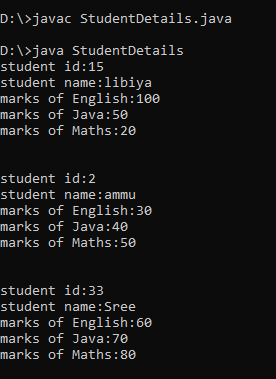 D:\>javac StudentDetails.java
D:\>java StudentDetails
student id:15
student name:libiya
marks of English:100
marks of Java:50
marks of Maths:20
student id:2
student name:ammu
marks of English:30
marks of Java:40
marks of Maths:50
student id:33
student name:Sree
marks of English:60
marks of Java:70
marks of Maths:80